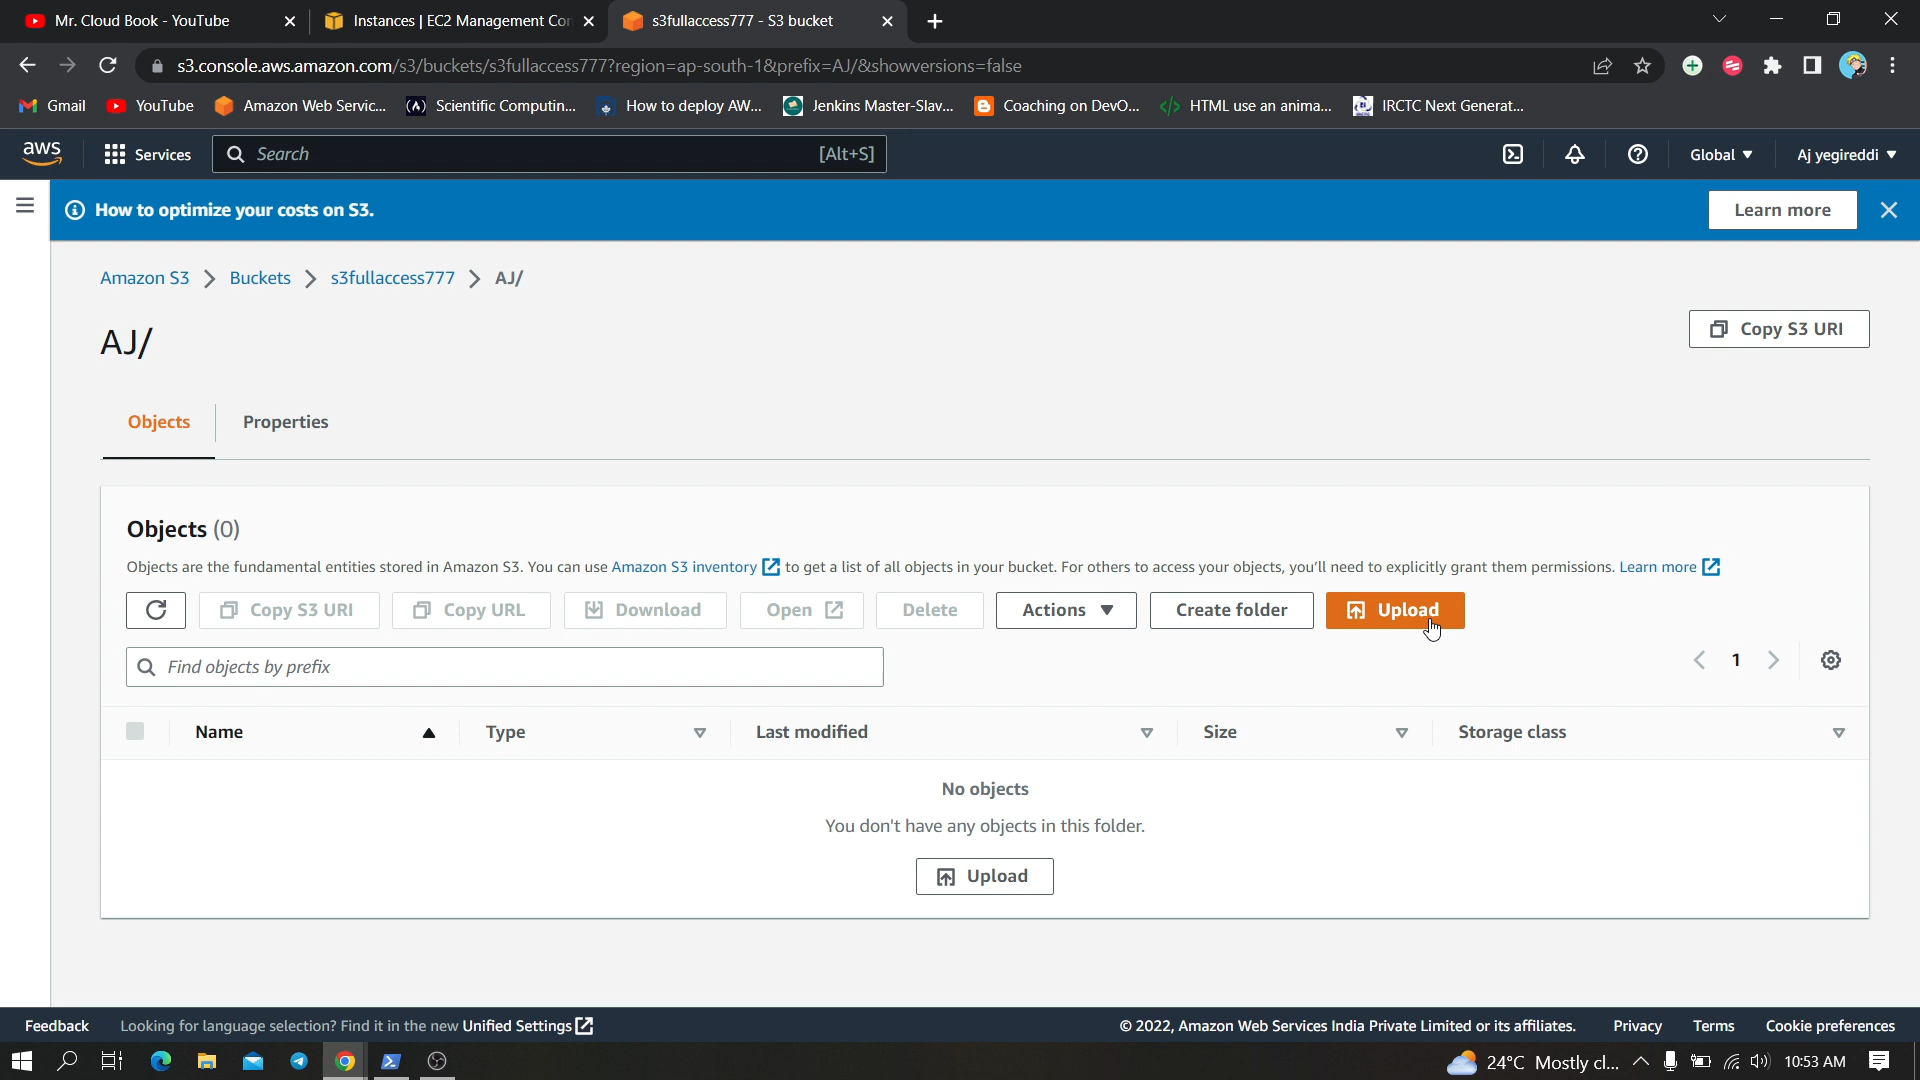 Mr. Cloud Book - YouTube
Instances | EC2 Management Con
s3fullaccess777 - S3 bucket
s3.console.aws.amazon.com/s3/buckets/s3fullaccess777?region=ap-south-1&prefix=AJ/&showversions=false
Gmail
YouTube
Amazon Web Servic...
Scientific Computin...
How to deploy AW...
Jenkins Master-Slav...
Coaching on DevO...
HTML use an anima...
IRCTC Next Generat...
aws
Services
Search
[Alt+S]
Global
Aj yegireddi
How to optimize your costs on S3.
Learn more
Amazon S3
Buckets
s3fullaccess777
AJ/
AJ/
Copy S3 URI
Objects
Properties
Objects (0)
Objects are the fundamental entities stored in Amazon S3. You can use Amazon S3 inventory to get a list of all objects in your bucket. For others to access your objects, you'll need to explicitly grant them permissions. Learn more
Copy S3 URI
Copy URL
Download
Open
Delete
Actions
Create folder
Upload
Find objects by prefix
1
Name
Type
Last modified
Size
Storage class
No objects
You don't have any objects in this folder.
Upload
Feedback
Looking for language selection? Find it in the new Unified Settings
© 2022, Amazon Web Services India Private Limited or its affiliates.
Privacy
Terms
Cookie preferences
24°C Mostly cl...
10:53 AM